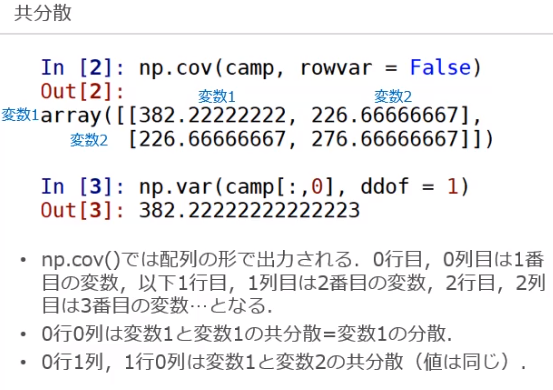 共分散
In [2]: np.cov(camp, rowvar = False)
Out[2]:
変数1 変数2
変数1array([[382.22222222, 226.66666667],
変数2 [226.66666667, 276.66666667]])
In [3]: np.var(camp[:,0], ddof = 1)
Out[3]: 382.22222222222223
• np.cov()では配列の形で出力される．0行目，0列目は1番
目の変数，以下1行目，1列目は2番目の変数，2行目，2列
目は3番目の変数…となる．
• 0行0列は変数1と変数1の共分散=変数1の分散．
• 0行1列，1行0列は変数1と変数2の共分散（値は同じ）．